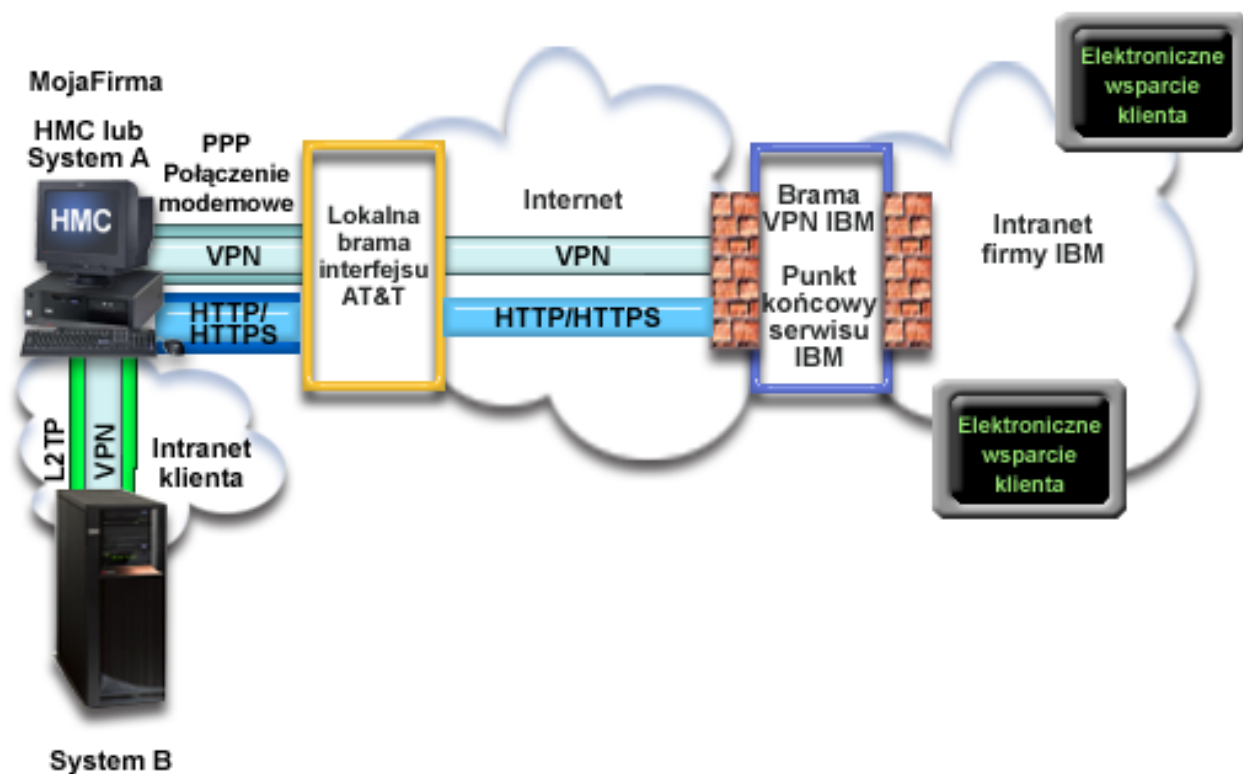 MojaFirma
HMC lub
System A
HMC
PPP
Połączenie
modemowe
VPN
HTTP/
HTTPS
Lokalna
brama
interfejsu
AT&T
Internet
VPN
HTTP/HTTPS
Brama
VPN IBM
Punkt
końcowy
serwisu
IBM
Intranet
firmy IBM
Elektroniczne
wsparcie
klienta
Elektroniczne
wsparcie
klienta
L2TP
VPN
Intranet
klienta
System B